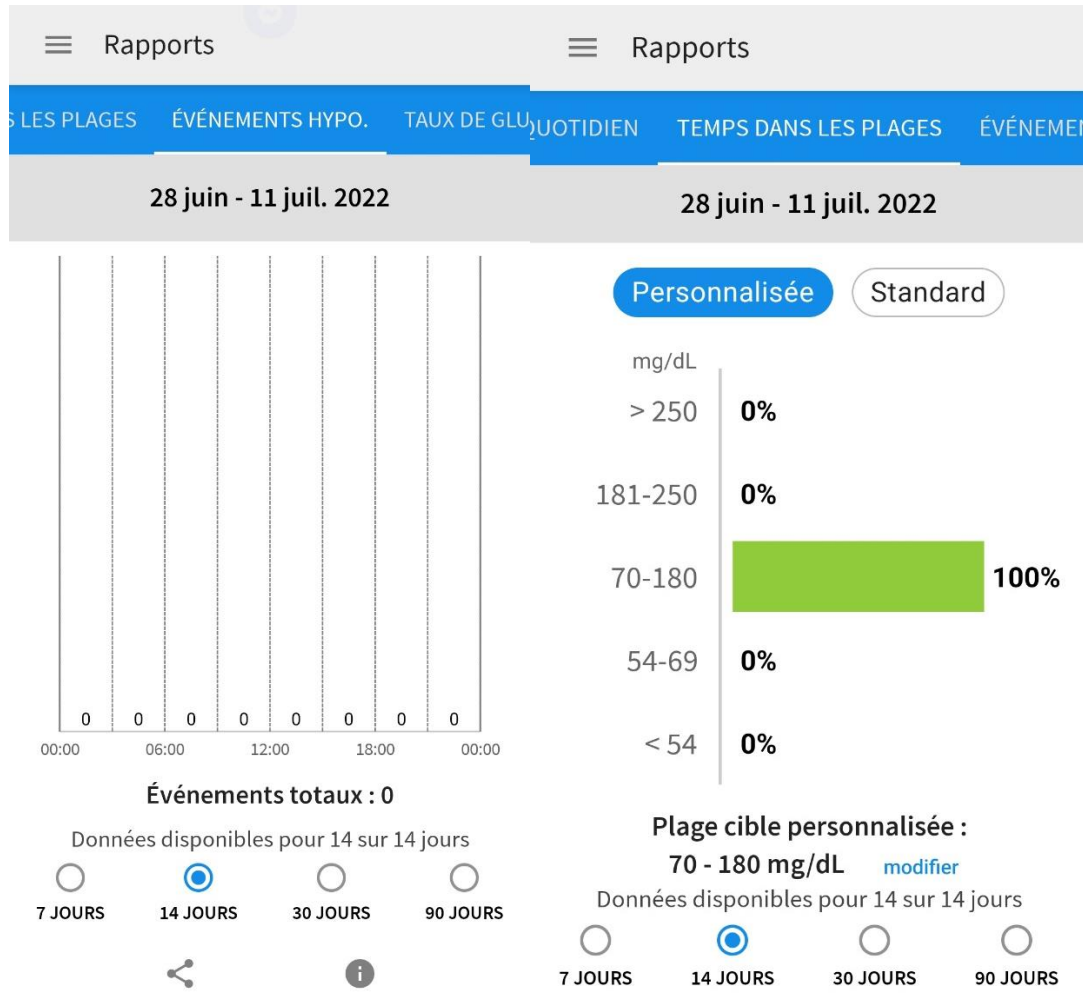 Rapports
S LES PLAGES ÉVÉNEMENTS HYPO. TAUX DE GLU
28 juin - 11 juil. 2022
0 0 0 0 0 0 0 0
00:00 06:00 12:00 18:00 00:00
Événements totaux : 0
Données disponibles pour 14 sur 14 jours
7 JOURS 14 JOURS 30 JOURS 90 JOURS
Rapports
QUOTIDIEN TEMPS DANS LES PLAGES ÉVÉNEMEN
28 juin - 11 juil. 2022
Personnalisée Standard
mg/dL
> 250 0%
181-250 0%
70-180 100%
54-69 0%
< 54 0%
Plage cible personnalisée :
70 - 180 mg/dL modifier
Données disponibles pour 14 sur 14 jours
7 JOURS 14 JOURS 30 JOURS 90 JOURS